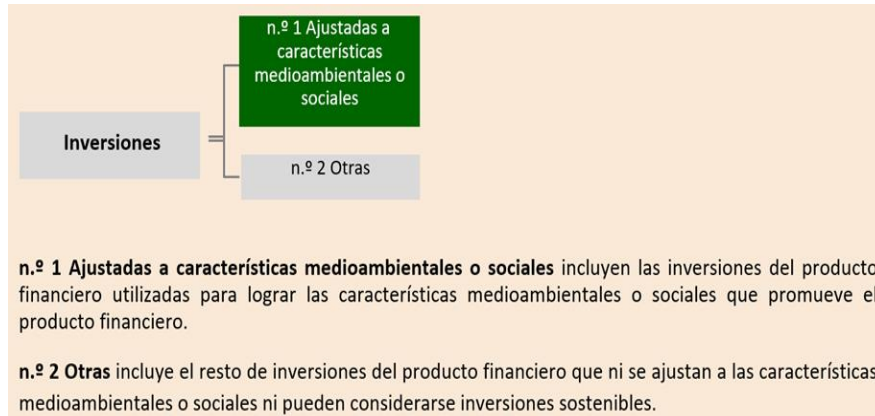 n.º 1 Ajustadas a
características
medioambientales o
sociales
Inversiones
n.º 2 Otras
n.º 1 Ajustadas a características medioambientales o sociales incluyen las inversiones del producto
financiero utilizadas para lograr las características medioambientales o sociales que promueve el
producto financiero.
n.º 2 Otras incluye el resto de inversiones del producto financiero que ni se ajustan a las características
medioambientales o sociales ni pueden considerarse inversiones sostenibles.